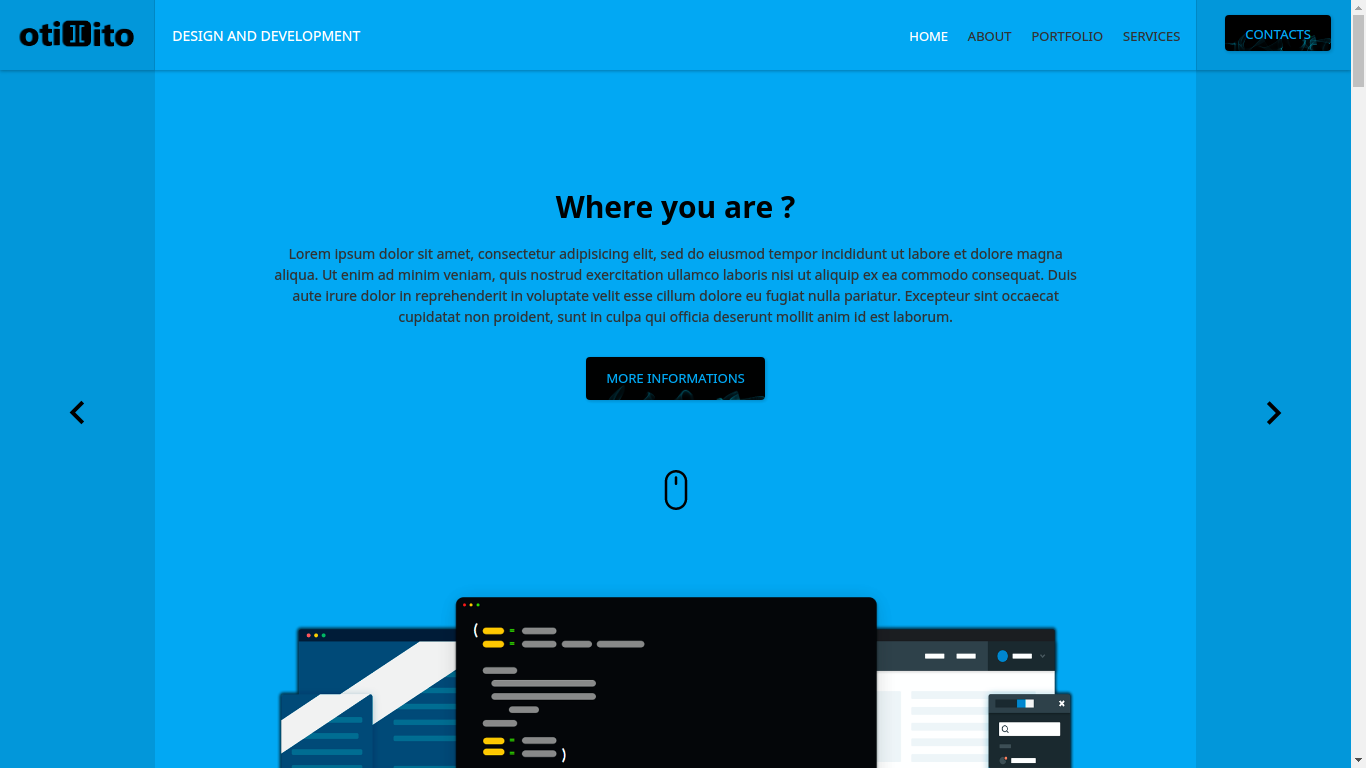 oti][ito
DESIGN AND DEVELOPMENT
HOME ABOUT PORTFOLIO SERVICES
CONTACTS
Where you are ?
Lorem ipsum dolor sit amet, consectetur adipisicing elit, sed do eiusmod tempor incididunt ut labore et dolore magna
aliqua. Ut enim ad minim veniam, quis nostrud exercitation ullamco laboris nisi ut aliquip ex ea commodo consequat. Duis
aute irure dolor in reprehenderit in voluptate velit esse cillum dolore eu fugiat nulla pariatur. Excepteur sint occaecat
cupidatat non proident, sunt in culpa qui officia deserunt mollit anim id est laborum.
MORE INFORMATIONS